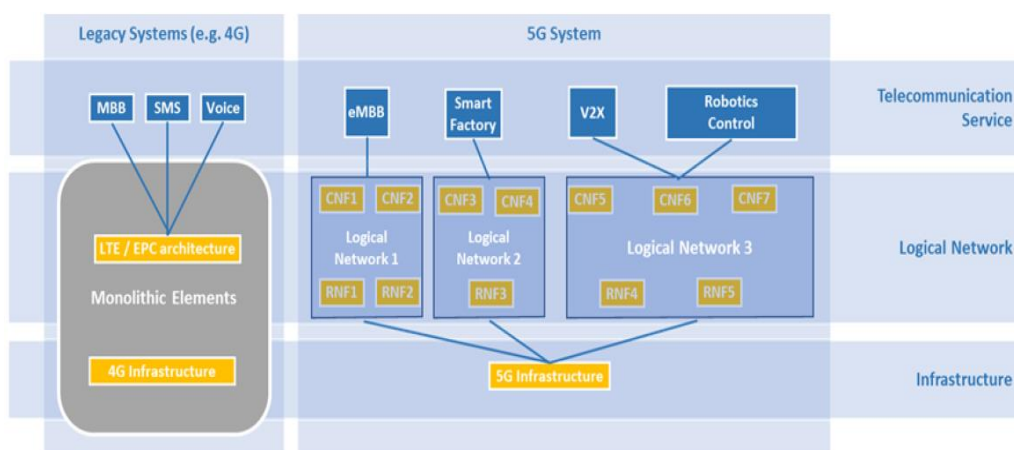 Legacy Systems (e.g. 4G)
5G System
Telecommunication
Service
MBB
SMS
Voice
eMBB
Smart
Factory
V2X
Robotics
Control
CNF1
CNF2
CNF3
CNF4
CNF5
CNF6
CNF7
LTE / EPC architecture
Logical
Network 1
Logical
Network 2
Logical Network 3
Logical Network
Monolithic Elements
RNF1
RNF2
RNF3
RNF4
RNF5
4G Infrastructure
5G Infrastructure
Infrastructure